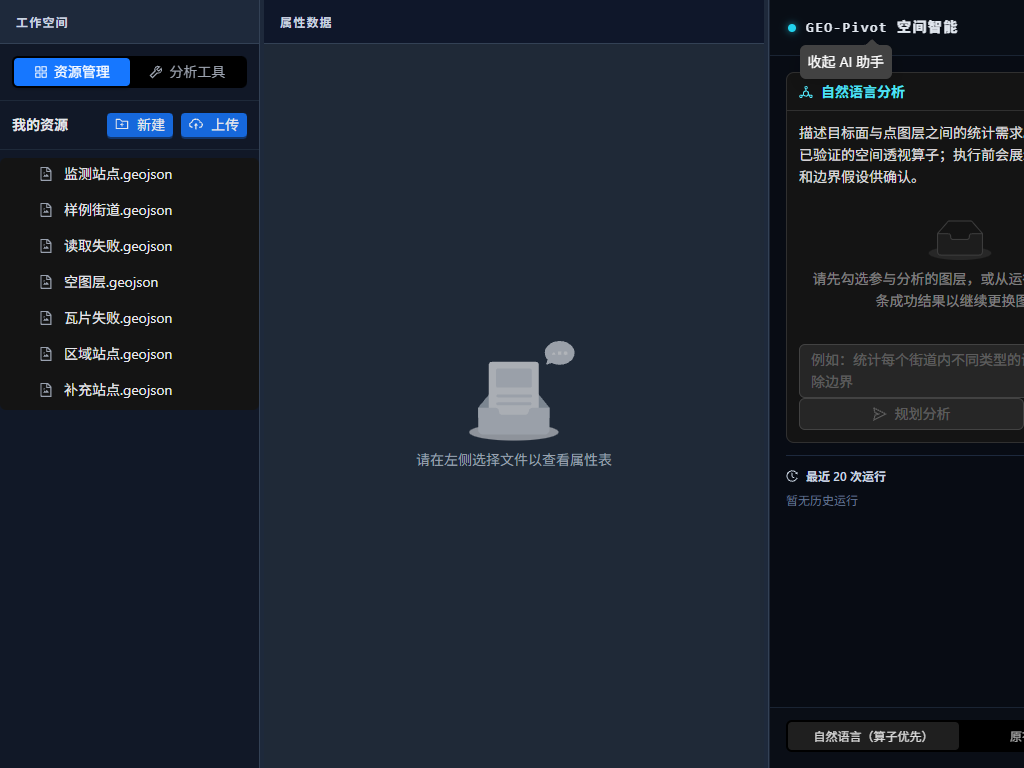 工作空间
资源管理
分析工具
我的资源
新建
上传
监测站点.geojson
样例街道.geojson
读取失败.geojson
空图层.geojson
瓦片失败.geojson
区域站点.geojson
补充站点.geojson
属性数据
请在左侧选择文件以查看属性表
GEO-Pivot 空间智能
收起 AI 助手
自然语言分析
描述目标面与点图层之间的统计需求
已验证的空间透视算子；执行前会展
和边界假设供确认。
请先勾选参与分析的图层，或从运
条成功结果以继续更换图
例如：统计每个街道内不同类型的
除边界
规划分析
最近 20 次运行
暂无历史运行
自然语言（算子优先）
原